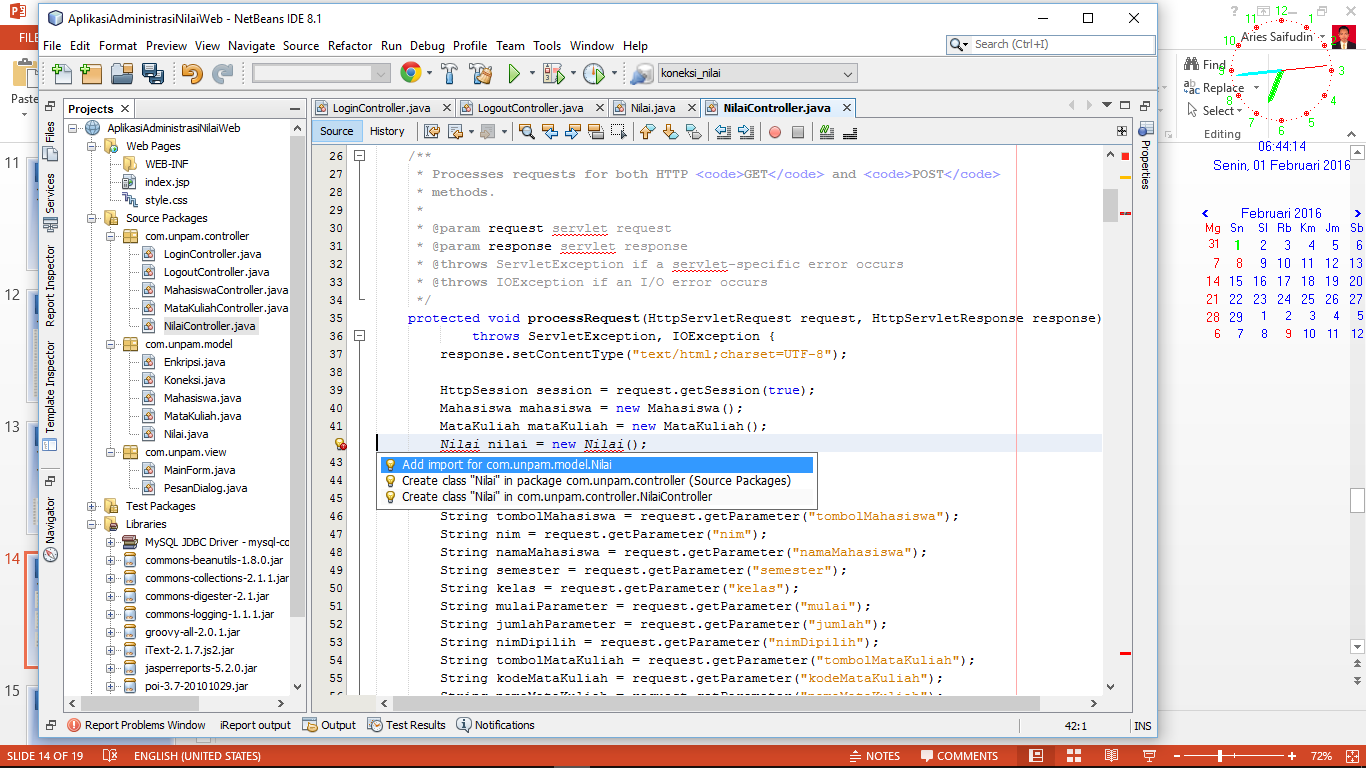 AplikasiAdministrasiNilaiWeb - NetBeans IDE 8.1
File Edit Format Preview View Navigate Source Refactor Run Debug Profile Team Tools Window Help
Search (Ctrl+I)
koneksi_nilai
Projects
AplikasiAdministrasiNilaiWeb
Web Pages
WEB-INF
index.jsp
style.css
Source Packages
com.unpam.controller
LoginController.java
LogoutController.java
MahasiswaController.java
MataKuliahController.java
NilaiController.java
com.unpam.model
Enkripsi.java
Koneksi.java
Mahasiswa.java
MataKuliah.java
Nilai.java
com.unpam.view
MainForm.java
PesanDialog.java
Test Packages
Libraries
MySQL JDBC Driver - mysql-co
commons-beanutils-1.8.0.jar
commons-collections-2.1.1.jar
commons-digester-2.1.jar
commons-logging-1.1.1.jar
groovy-all-2.0.1.jar
iText-2.1.7.js2.jar
jasperreports-5.2.0.jar
poi-3.7-20101029.jar
Files
Services
Report Inspector
Template Inspector
Navigator
LoginController.java LogoutController.java Nilai.java NilaiController.java
Source History
26 /**
27 * Processes requests for both HTTP <code>GET</code> and <code>POST</code>
28 * methods.
29 *
30 * @param request servlet request
31 * @param response servlet response
32 * @throws ServletException if a servlet-specific error occurs
33 * @throws IOException if an I/O error occurs
34 */
35 protected void processRequest(HttpServletRequest request, HttpServletResponse response)
36 throws ServletException, IOException {
37 response.setContentType("text/html;charset=UTF-8");
38
39 HttpSession session = request.getSession(true);
40 Mahasiswa mahasiswa = new Mahasiswa();
41 MataKuliah mataKuliah = new MataKuliah();
Nilai nilai = new Nilai();
43 Add import for com.unpam.model.Nilai
44 Create class "Nilai" in package com.unpam.controller (Source Packages)
45 Create class "Nilai" in com.unpam.controller.NilaiController
46 String tombolMahasiswa = request.getParameter("tombolMahasiswa");
47 String nim = request.getParameter("nim");
48 String namaMahasiswa = request.getParameter("namaMahasiswa");
49 String semester = request.getParameter("semester");
50 String kelas = request.getParameter("kelas");
51 String mulaiParameter = request.getParameter("mulai");
52 String jumlahParameter = request.getParameter("jumlah");
53 String nimDipilih = request.getParameter("nimDipilih");
54 String tombolMataKuliah = request.getParameter("tombolMataKuliah");
55 String kodeMataKuliah = request.getParameter("kodeMataKuliah");
Properties
Report Problems Window iReport output Output Test Results Notifications
42:1 INS
FILE
Paste
11
12
13
14
15
Aries Saifudin
Find
Replace
Select
Editing
12
1
2
3
4
5
6
7
8
9
10
11
06:44:14
Senin, 01 Februari 2016
Februari 2016
Mg Sn Sl Rb Km Jm Sb
31 1 2 3 4 5 6
7 8 9 10 11 12 13
14 15 16 17 18 19 20
21 22 23 24 25 26 27
28 29 1 2 3 4 5
6 7 8 9 10 11 12
SLIDE 14 OF 19 ENGLISH (UNITED STATES) NOTES COMMENTS 72%